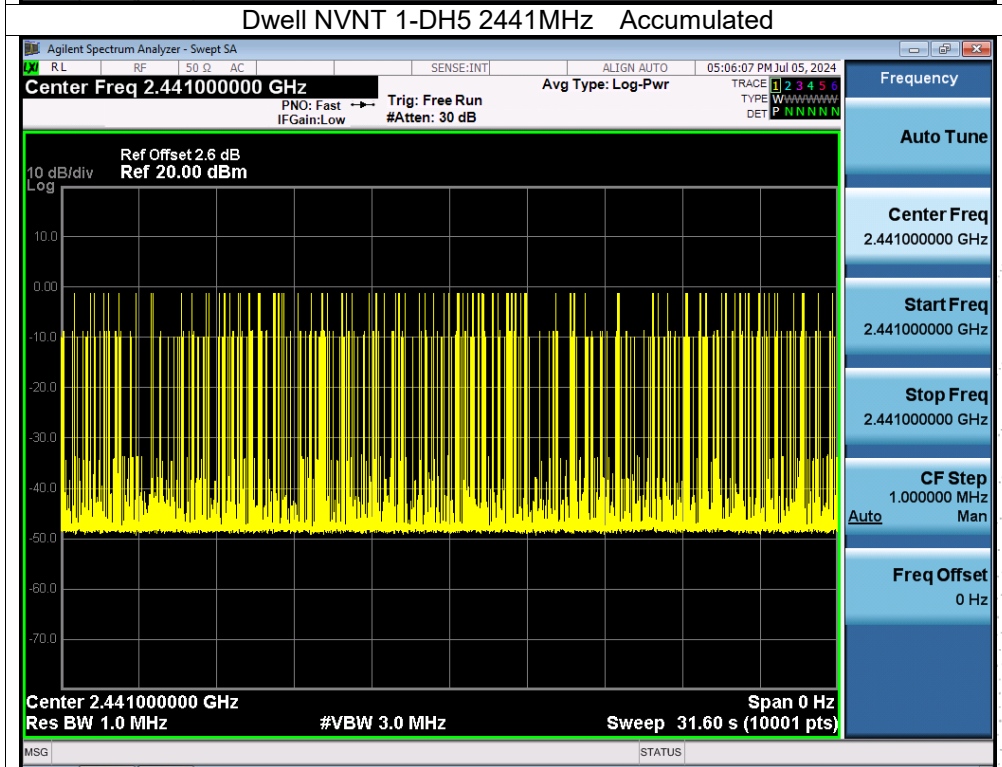 Dwell NVNT 1-DH5 2441MHz Accumulated
Agilent Spectrum Analyzer - Swept SA
LXI RL RF 50 Ω AC SENSE:INT ALIGN AUTO 05:06:07 PM Jul 05, 2024
Center Freq 2.441000000 GHz
PNO: Fast
IFGain:Low
Trig: Free Run
#Atten: 30 dB
Avg Type: Log-Pwr
TRACE 1 2 3 4 5 6
TYPE WWWWWW
DET P N N N N N
Frequency
Auto Tune
Center Freq
2.441000000 GHz
Start Freq
2.441000000 GHz
Stop Freq
2.441000000 GHz
CF Step
1.000000 MHz
Auto Man
Freq Offset
0 Hz
Ref Offset 2.6 dB
10 dB/div Ref 20.00 dBm
Log
10.0
0.00
-10.0
-20.0
-30.0
-40.0
-50.0
-60.0
-70.0
Center 2.441000000 GHz Span 0 Hz
Res BW 1.0 MHz #VBW 3.0 MHz Sweep 31.60 s (10001 pts)
MSG STATUS